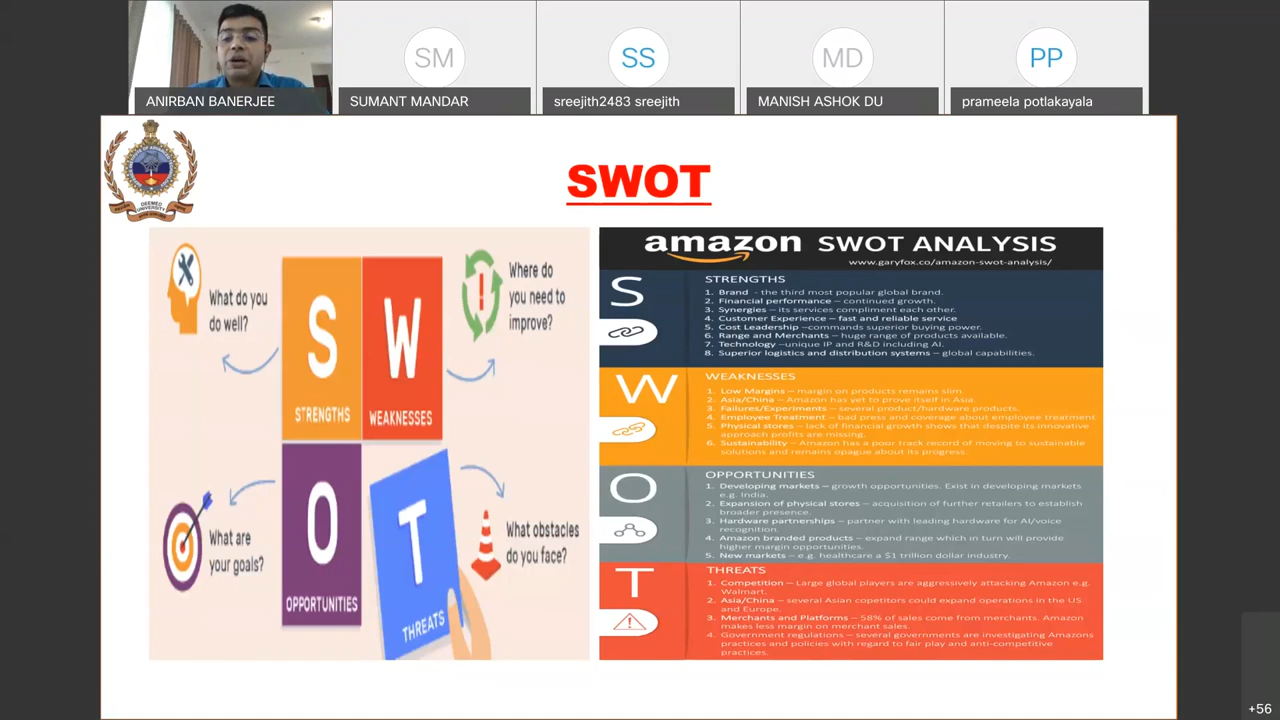 SM
SS
MD
PP
ANIRBAN BANERJEE
SUMANT MANDAR
sreejith2483 sreejith
MANISH ASHOK DU
prameela potlakayala
DEEMED
UNIVERSITY
SWOT
What do you
do well?
S
STRENGTHS
W
WEAKNESSES
Where do
you need to
improve?
What are
your goals?
O
OPPORTUNITIES
T
THREATS
What obstacles
do you face?
amazon SWOT ANALYSIS
www.garyfox.co/amazon-swot-analysis/
S
STRENGTHS
1. Brand - the third most popular global brand.
2. Financial performance – continued growth.
3. Synergies – its services compliment each other.
4. Customer Experience – fast and reliable service
5. Cost Leadership –commands superior buying power.
6. Range and Merchants – huge range of products available.
7. Technology –unique IP and R&D including AI.
8. Superior logistics and distribution systems – global capabilities.
W
WEAKNESSES
1. Low Margins – margin on products remains slim.
2. Asia/China – Amazon has yet to prove itself in Asia.
3. Failures/Experiments – several product/hardware products.
4. Employee Treatment – bad press and coverage about employee treatment
5. Physical stores – lack of financial growth shows that despite its innovative
approach profits are missing.
6. Sustainability – Amazon has a poor track record of moving to sustainable
solutions and remains opaque about its progress.
O
OPPORTUNITIES
1. Developing markets – growth opportunities. Exist in developing markets
e.g. India.
2. Expansion of physical stores – acquisition of further retailers to establish
broader presence.
3. Hardware partnerships – partner with leading hardware for AI/voice
recognition.
4. Amazon branded products – expand range which in turn will provide
higher margin opportunities.
5. New markets – e.g. healthcare a $1 trillion dollar industry.
T
THREATS
1. Competition – Large global players are aggressively attacking Amazon e.g.
Walmart.
2. Asia/China – several Asian copetitors could expand operations in the US
and Europe.
3. Merchants and Platforms – 58% of sales come from merchants. Amazon
makes less margin on merchant sales.
4. Government regulations – several governments are investigating Amazons
practices and policies with regard to fair play and anti-competitive
practices.
+56